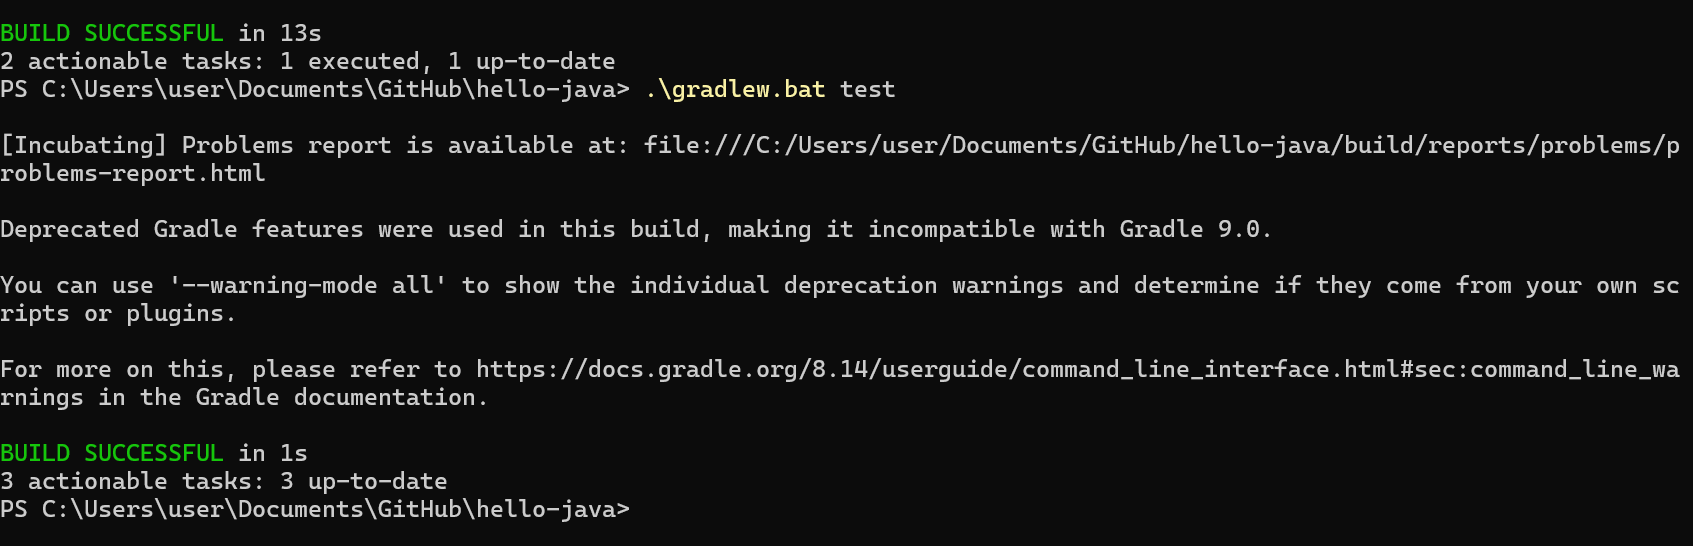 BUILD SUCCESSFUL in 13s
2 actionable tasks: 1 executed, 1 up-to-date
PS C:\Users\user\Documents\GitHub\hello-java> .\gradlew.bat test
[Incubating] Problems report is available at: file:///C:/Users/user/Documents/GitHub/hello-java/build/reports/problems/p
roblems-report.html
Deprecated Gradle features were used in this build, making it incompatible with Gradle 9.0.
You can use '--warning-mode all' to show the individual deprecation warnings and determine if they come from your own sc
ripts or plugins.
For more on this, please refer to https://docs.gradle.org/8.14/userguide/command_line_interface.html#sec:command_line_wa
rnings in the Gradle documentation.
BUILD SUCCESSFUL in 1s
3 actionable tasks: 3 up-to-date
PS C:\Users\user\Documents\GitHub\hello-java>